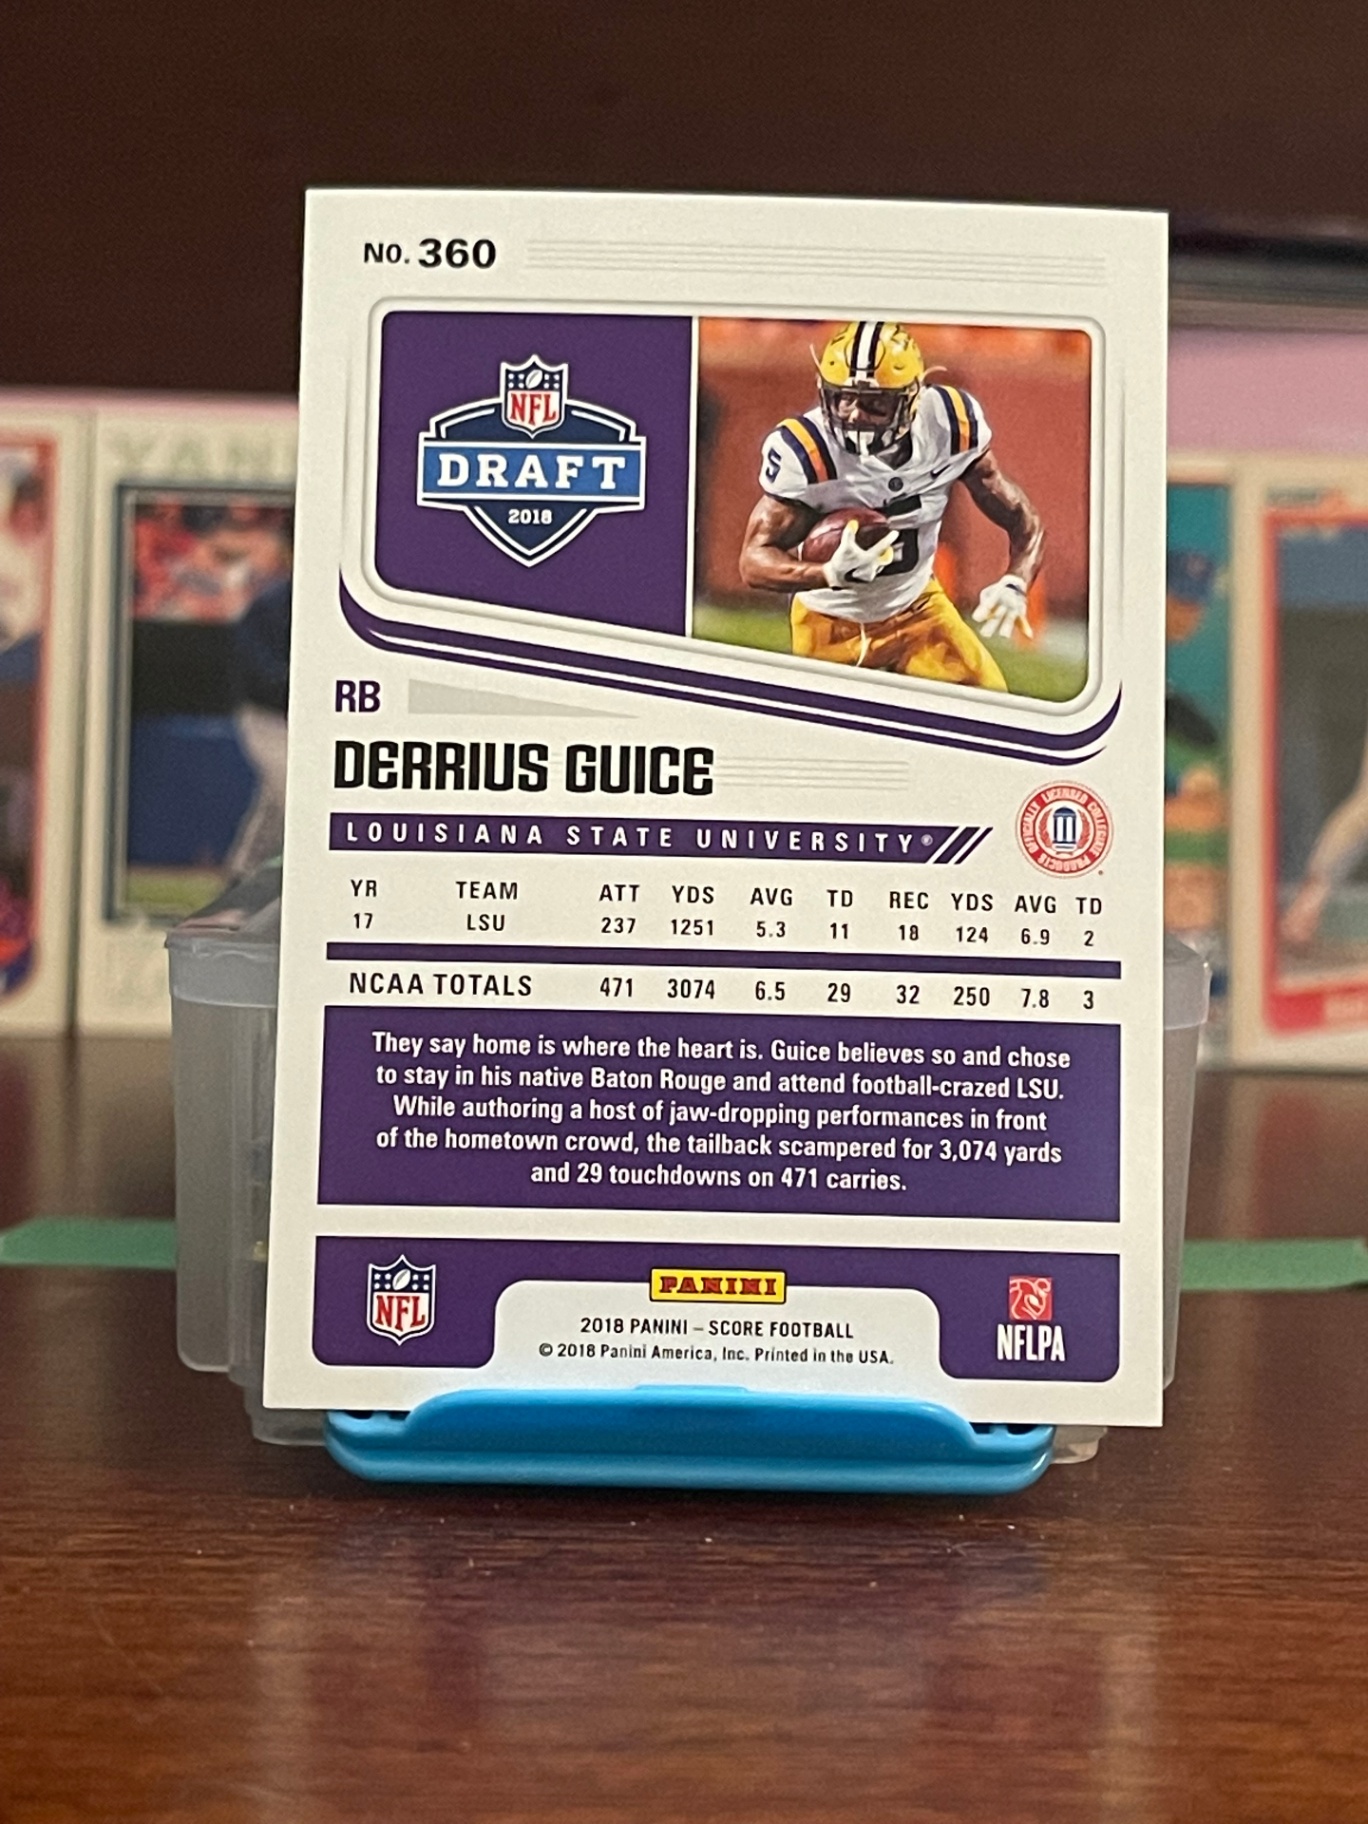 No. 360
NFL
DRAFT
2018
5
RB
DERRIUS GUICE
LOUISIANA STATE UNIVERSITY®
OFFICIALLY LICENSED COLLEGIATE PRODUCTS
YR TEAM ATT YDS AVG TD REC YDS AVG TD
17 LSU 237 1251 5.3 11 18 124 6.9 2
NCAA TOTALS 471 3074 6.5 29 32 250 7.8 3
They say home is where the heart is. Guice believes so and chose
to stay in his native Baton Rouge and attend football-crazed LSU.
While authoring a host of jaw-dropping performances in front
of the hometown crowd, the tailback scampered for 3,074 yards
and 29 touchdowns on 471 carries.
NFL
PANINI
2018 PANINI – SCORE FOOTBALL
© 2018 Panini America, Inc. Printed in the USA.
NFLPA